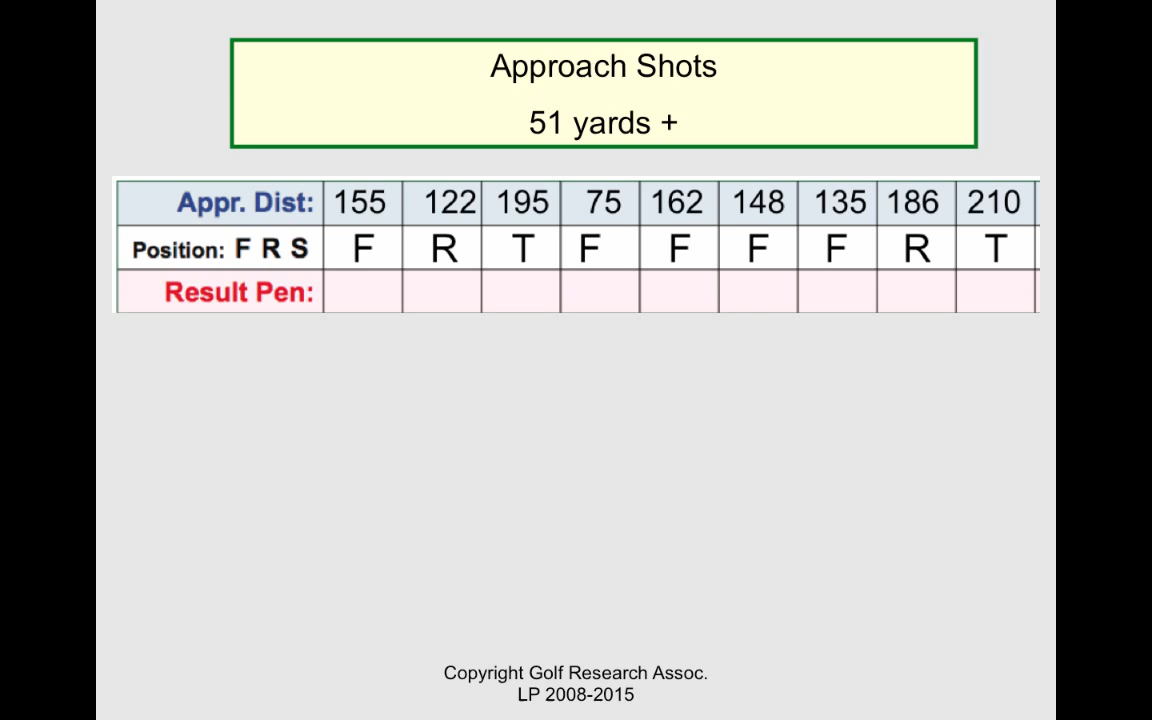 Approach Shots
51 yards +
Appr. Dist: 155 122 195 75 162 148 135 186 210
Position: F R S F R T F F F F R T
Result Pen:
Copyright Golf Research Assoc.
LP 2008-2015